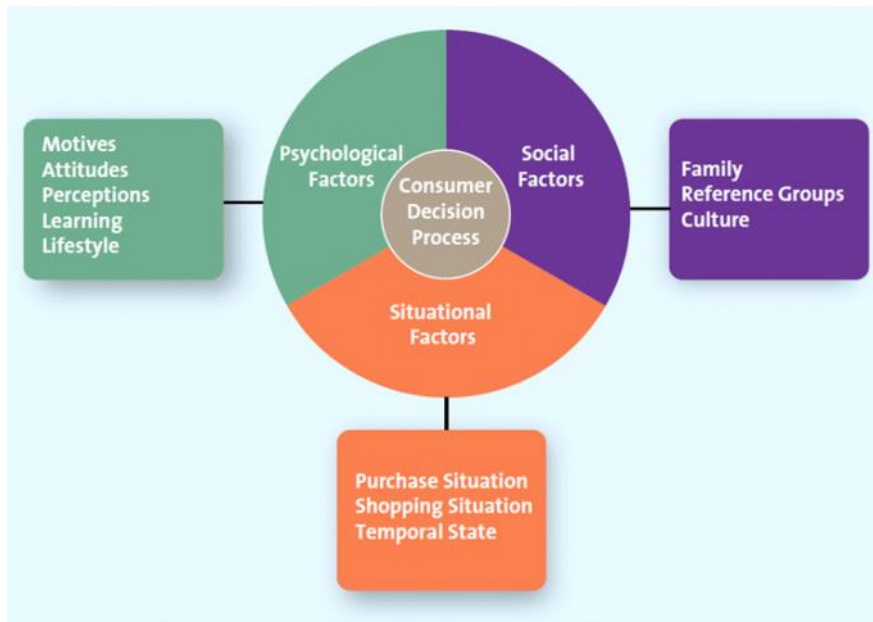 Motives
Attitudes
Perceptions
Learning
Lifestyle
Psychological
Factors
Consumer
Decision
Process
Social
Factors
Family
Reference Groups
Culture
Situational
Factors
Purchase Situation
Shopping Situation
Temporal State